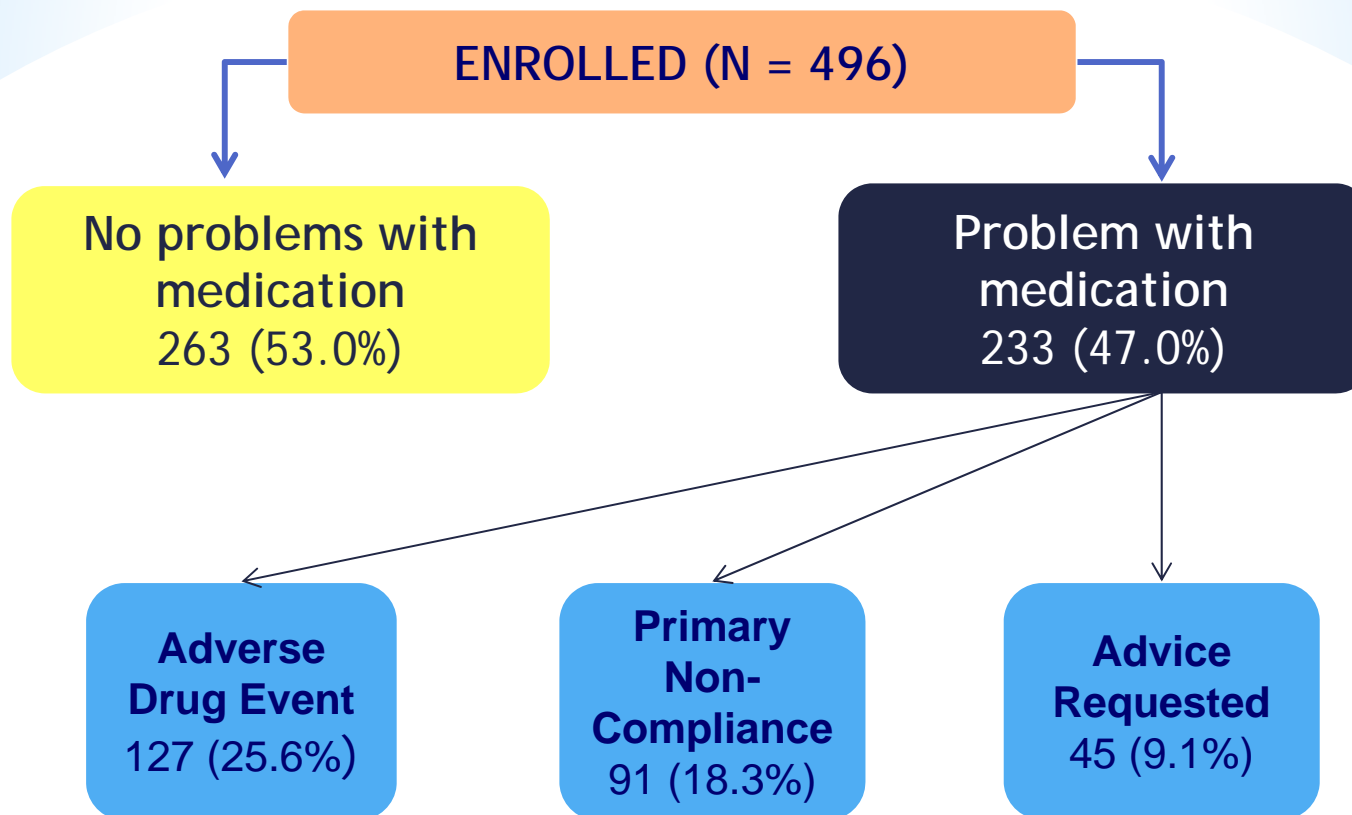 ENROLLED (N = 496)
No problems with
medication
263 (53.0%)
Problem with
medication
233 (47.0%)
Adverse
Drug Event
127 (25.6%)
Primary
Non-
Compliance
91 (18.3%)
Advice
Requested
45 (9.1%)